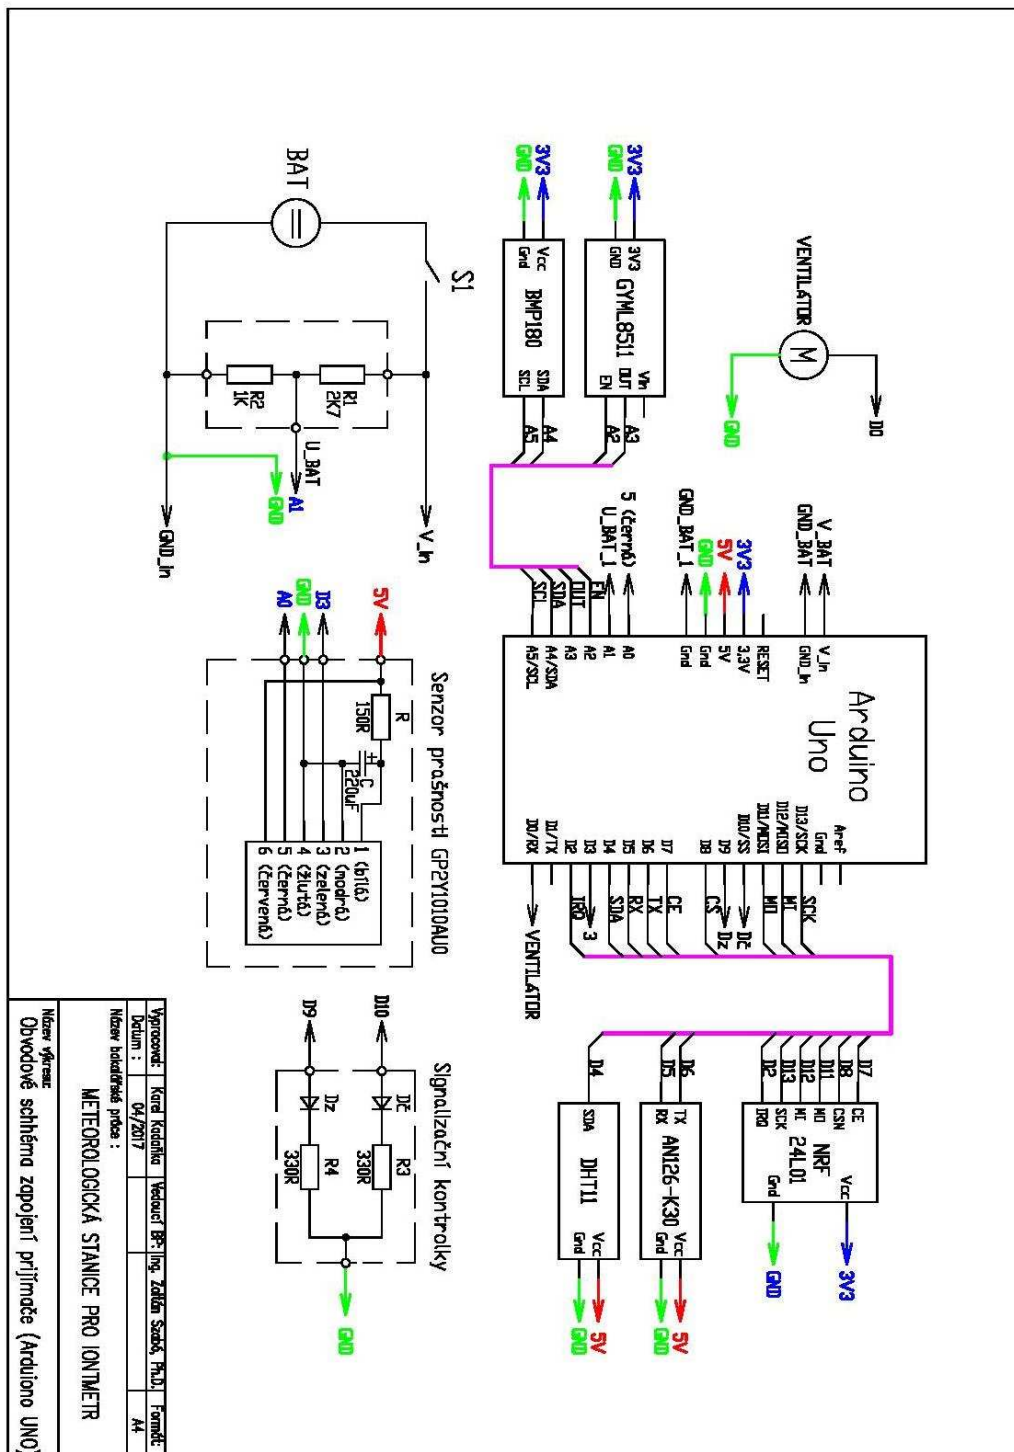 VENTILÁTOR
M
D0
GND
3V3
GND
3V3
GND
GYML8511
Vin
OUT
EN
A3
A2
3V3
GND
Vcc
Gnd
BMP180
SDA
SCL
A4
A5
BAT
S1
R1
2K7
R2
1K
U_BAT
A1
GND
V_In
GND_In
V_BAT
GND_BAT
3V3
5V
GND
GND_BAT_1
5 (černá)
U_BAT_1
EN
OUT
SDA
SCL
Arduino
Uno
V_In
GND_In
RESET
3.3V
5V
Gnd
Gnd
A0
A1
A2
A3
A4/SDA
A5/SCL
Aref
Gnd
D13/SCK
D12/MISO
D11/MOSI
D10/SS
D9
D8
D7
D6
D5
D4
D3
D2
D1/TX
D0/RX
SCK
MI
MO
Dč
Dz
CS
CE
TX
RX
SDA
3
IRQ
VENTILÁTOR
D7
D8
D11
D12
D13
D2
CE
CSN
MO
MI
SCK
IRQ
NRF
24L01
Vcc
Gnd
3V3
GND
D6
D5
TX
RX
AN126-K30
Vcc
Gnd
5V
GND
D4
SDA
DHT11
Vcc
Gnd
5V
GND
Senzor prašnosti GP2Y1010AU0
5V
D3
GND
A0
R
150R
+
C
220uF
1 (bílá)
2 (modrá)
3 (zelená)
4 (žlutá)
5 (černá)
6 (červená)
Signalizační kontrolky
D10
D9
Dč
Dz
R3
330R
R4
330R
GND
Vypracoval: Karel Kadaňka Vedoucí BP: Ing. Zoltán Szabó, Ph.D. Formát:
Datum : 04/2017 A4
Název bakalářské práce :
METEOROLOGICKÁ STANICE PRO IONTMETR
Název výkresu:
Obvodové schhéma zapojení prijímače (Arduiono UNO)